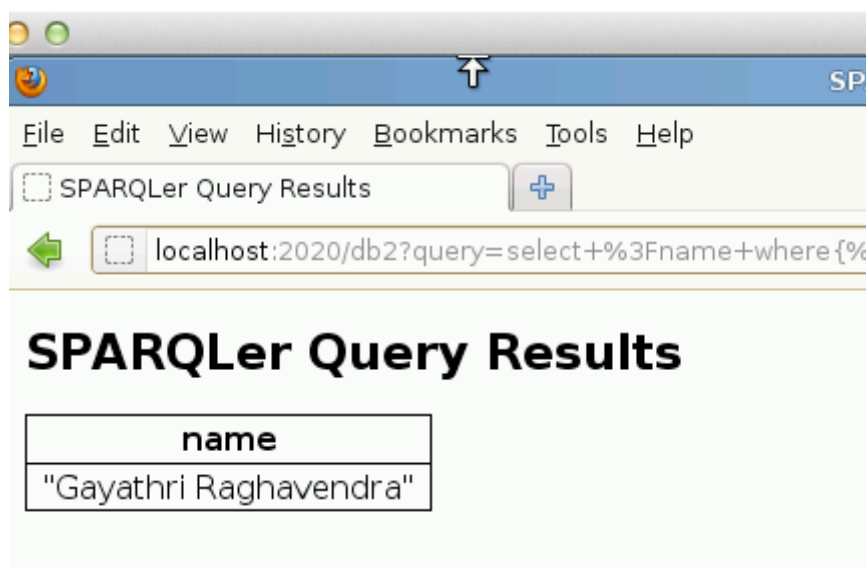 SP
File Edit View History Bookmarks Tools Help
SPARQLer Query Results
localhost:2020/db2?query=select+%3Fname+where{%
SPARQLer Query Results
name
"Gayathri Raghavendra"